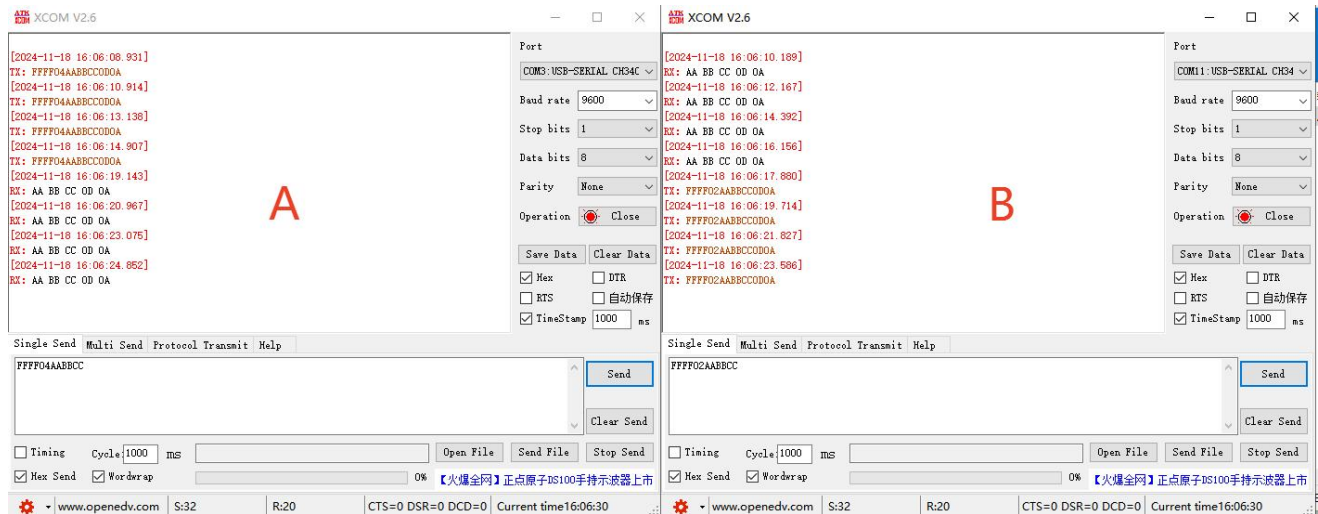 XCOM V2.6
[2024-11-18 16:06:08.931]
TX: FFFF04AABBCC0D0A
[2024-11-18 16:06:10.914]
TX: FFFF04AABBCC0D0A
[2024-11-18 16:06:13.138]
TX: FFFF04AABBCC0D0A
[2024-11-18 16:06:14.907]
TX: FFFF04AABBCC0D0A
[2024-11-18 16:06:19.143]
RX: AA BB CC 0D 0A
[2024-11-18 16:06:20.967]
RX: AA BB CC 0D 0A
[2024-11-18 16:06:23.075]
RX: AA BB CC 0D 0A
[2024-11-18 16:06:24.852]
RX: AA BB CC 0D 0A
A
Port
COM3:USB-SERIAL CH34C
Baud rate 9600
Stop bits 1
Data bits 8
Parity None
Operation Close
Save Data Clear Data
Hex DTR
RTS 自动保存
TimeStamp 1000 ms
Single Send Multi Send Protocol Transmit Help
FFFF04AABBCC
Send
Clear Send
Timing Cycle: 1000 ms Open File Send File Stop Send
Hex Send Wordwrap 0% 【火爆全网】正点原子DS100手持示波器上市
www.openedv.com S:32 R:20 CTS=0 DSR=0 DCD=0 Current time16:06:30
XCOM V2.6
[2024-11-18 16:06:10.189]
RX: AA BB CC 0D 0A
[2024-11-18 16:06:12.167]
RX: AA BB CC 0D 0A
[2024-11-18 16:06:14.392]
RX: AA BB CC 0D 0A
[2024-11-18 16:06:16.156]
RX: AA BB CC 0D 0A
[2024-11-18 16:06:17.880]
TX: FFFF02AABBCC0D0A
[2024-11-18 16:06:19.714]
TX: FFFF02AABBCC0D0A
[2024-11-18 16:06:21.827]
TX: FFFF02AABBCC0D0A
[2024-11-18 16:06:23.586]
TX: FFFF02AABBCC0D0A
B
Port
COM11:USB-SERIAL CH34
Baud rate 9600
Stop bits 1
Data bits 8
Parity None
Operation Close
Save Data Clear Data
Hex DTR
RTS 自动保存
TimeStamp 1000 ms
Single Send Multi Send Protocol Transmit Help
FFFF02AABBCC
Send
Clear Send
Timing Cycle: 1000 ms Open File Send File Stop Send
Hex Send Wordwrap 0% 【火爆全网】正点原子DS100手持示波器上市
www.openedv.com S:32 R:20 CTS=0 DSR=0 DCD=0 Current time16:06:30